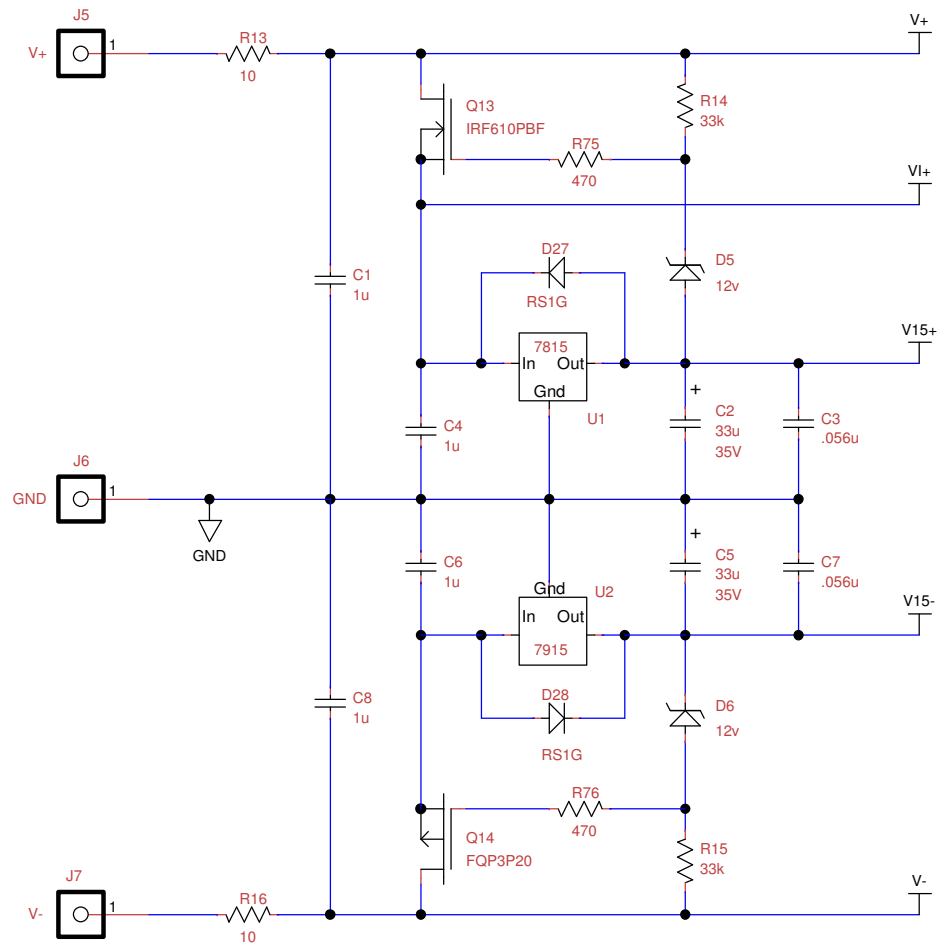 J5
V+
1
R13
10
V+
Q13
IRF610PBF
R14
33k
R75
470
VI+
D27
RS1G
D5
12v
C1
1u
V15+
7815
In
Out
Gnd
U1
+
C2
33u
35V
C3
.056u
C4
1u
J6
GND
1
GND
+
C5
33u
35V
C6
1u
C7
.056u
Gnd
U2
In
Out
7915
V15-
C8
1u
D28
RS1G
D6
12v
R76
470
Q14
FQP3P20
R15
33k
J7
V-
1
R16
10
V-